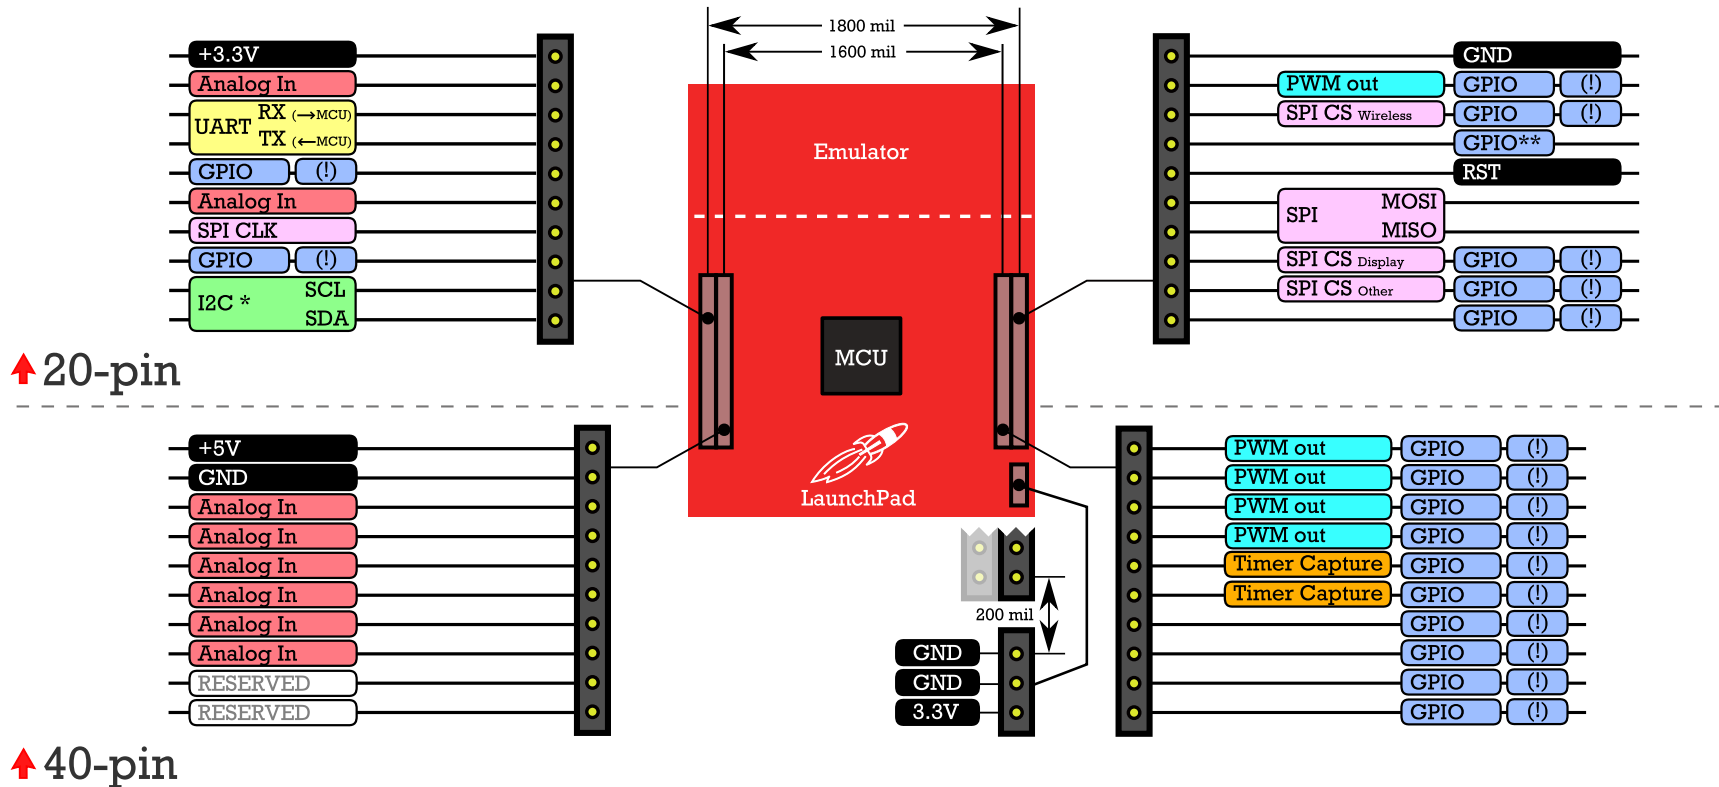 1800 mil
1600 mil
+3.3V
Analog In
UART RX (→MCU)
TX (←MCU)
GPIO (!)
Analog In
SPI CLK
GPIO (!)
I2C * SCL
SDA
20-pin
Emulator
MCU
LaunchPad
GND
PWM out GPIO (!)
SPI CS Wireless GPIO (!)
GPIO**
RST
SPI MOSI
MISO
SPI CS Display GPIO (!)
SPI CS Other GPIO (!)
GPIO (!)
+5V
GND
Analog In
Analog In
Analog In
Analog In
Analog In
Analog In
RESERVED
RESERVED
40-pin
200 mil
GND
GND
3.3V
PWM out GPIO (!)
PWM out GPIO (!)
PWM out GPIO (!)
PWM out GPIO (!)
Timer Capture GPIO (!)
Timer Capture GPIO (!)
GPIO (!)
GPIO (!)
GPIO (!)
GPIO (!)